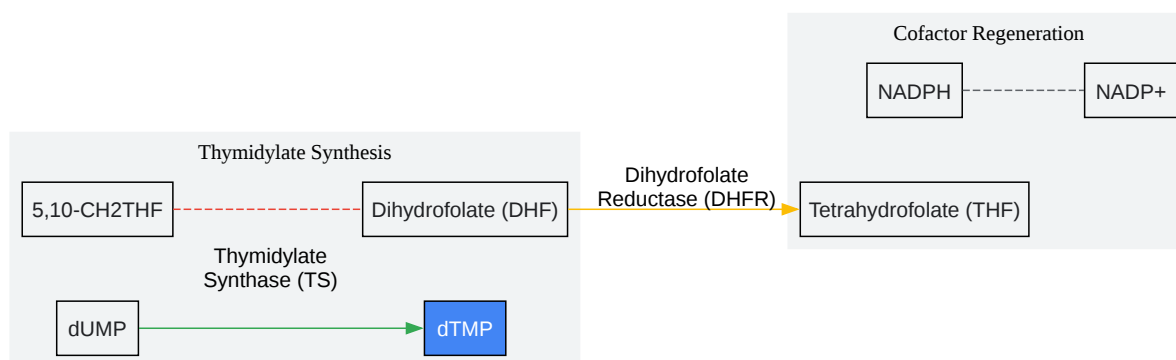 Cofactor Regeneration
NADPH
NADP+
Thymidylate Synthesis
5,10-CH2THF
Dihydrofolate (DHF)
Dihydrofolate
Reductase (DHFR)
Tetrahydrofolate (THF)
Thymidylate
Synthase (TS)
dUMP
dTMP